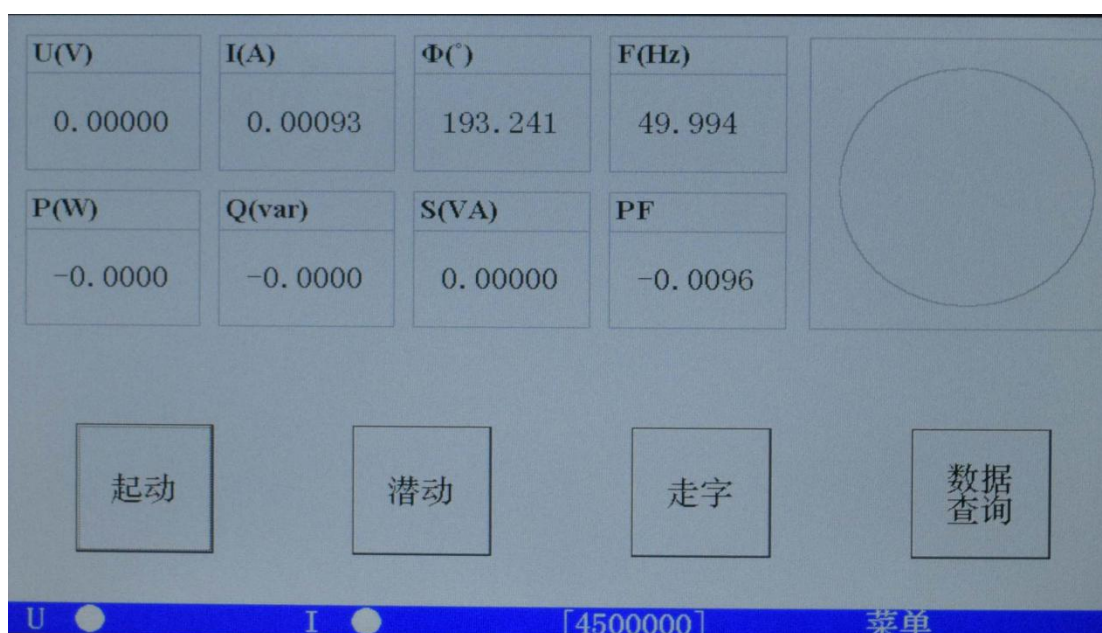 U(V) I(A) Φ(°) F(Hz)
0.00000 0.00093 193.241 49.994
P(W) Q(var) S(VA) PF
-0.0000 -0.0000 0.00000 -0.0096
起动 潜动 走字 数据
查询
U I [4500000] 菜单